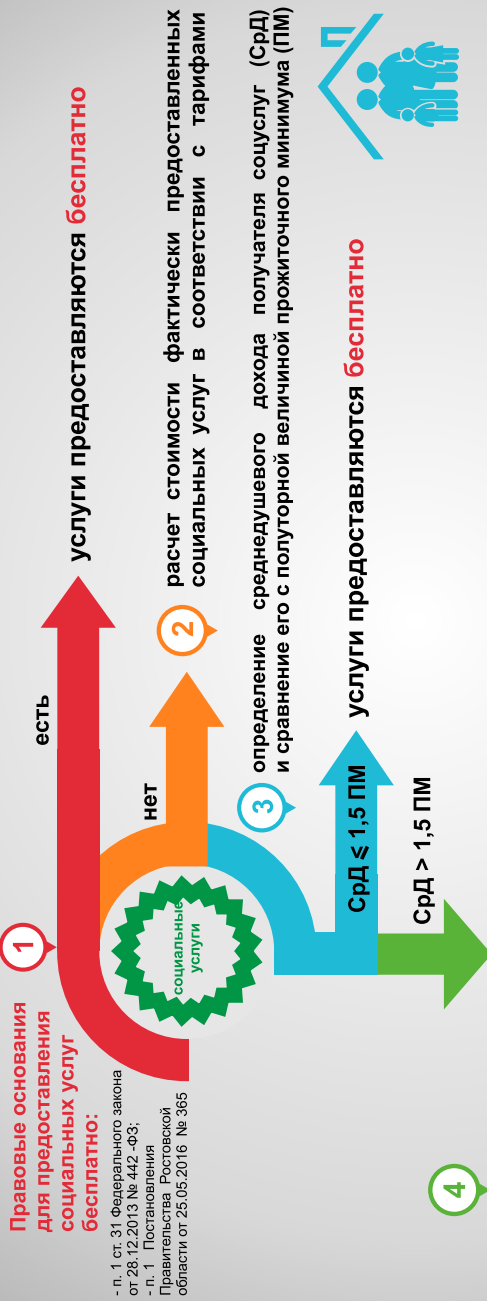 1
Правовые основания
для предоставления
социальных услуг
бесплатно:
- п. 1 ст. 31 Федерального закона
от 28.12.2013 № 442 -ФЗ;
- п. 1 Постановления
Правительства Ростовской
области от 25.05.2016 № 365
есть
услуги предоставляются бесплатно
социальные
услуги
нет
2
расчет стоимости фактически предоставленных
социальных услуг в соответствии с тарифами
3
определение среднедушевого дохода получателя соцуслуг (СрД)
и сравнение его с полуторной величиной прожиточного минимума (ПМ)
СрД ⩽ 1,5 ПМ
услуги предоставляются бесплатно
СрД > 1,5 ПМ
4